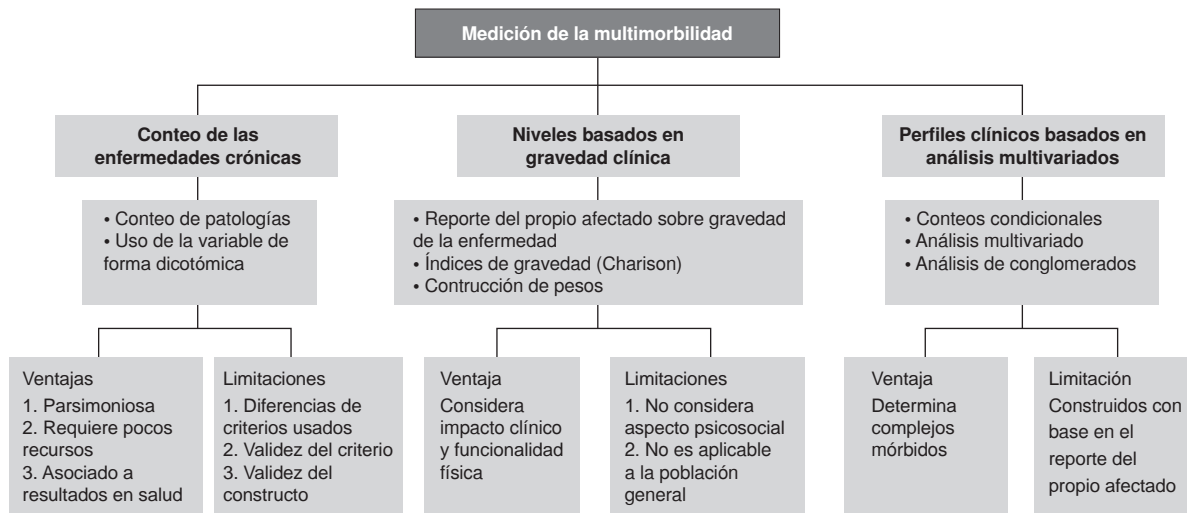 Medición de la multimorbilidad
Conteo de las
enfermedades crónicas
Niveles basados en
gravedad clínica
Perfiles clínicos basados en
análisis multivariados
• Conteo de patologías
• Uso de la variable de
forma dicotómica
• Reporte del propio afectado sobre gravedad
de la enfermedad
• Índices de gravedad (Charison)
• Contrucción de pesos
• Conteos condicionales
• Análisis multivariado
• Análisis de conglomerados
Ventajas
1. Parsimoniosa
2. Requiere pocos
recursos
3. Asociado a
resultados en salud
Limitaciones
1. Diferencias de
criterios usados
2. Validez del criterio
3. Validez del
constructo
Ventaja
Considera
impacto clínico
y funcionalidad
física
Limitaciones
1. No considera
aspecto psicosocial
2. No es aplicable
a la población
general
Ventaja
Determina
complejos
mórbidos
Limitación
Construidos con
base en el
reporte del
propio afectado